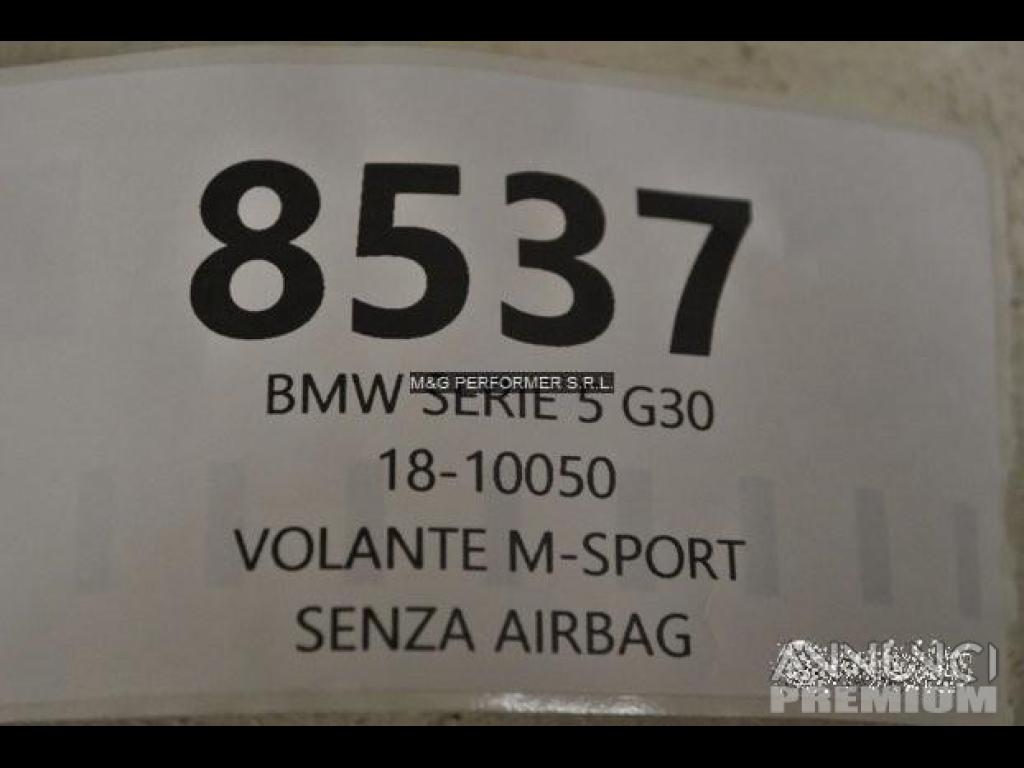 8537
M&G PERFORMER S.R.L.
BMW SERIE 5 G30
18-10050
VOLANTE M-SPORT
SENZA AIRBAG
ANNUNCI
PREMIUM